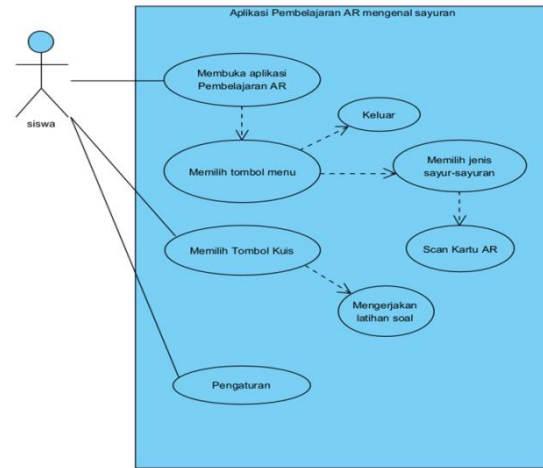 Aplikasi Pembelajaran AR mengenal sayuran
siswa
Membuka aplikasi
Pembelajaran AR
Keluar
Memilih tombol menu
Memilih jenis
sayur-sayuran
Memilih Tombol Kuis
Scan Kartu AR
Mengerjakan
latihan soal
Pengaturan